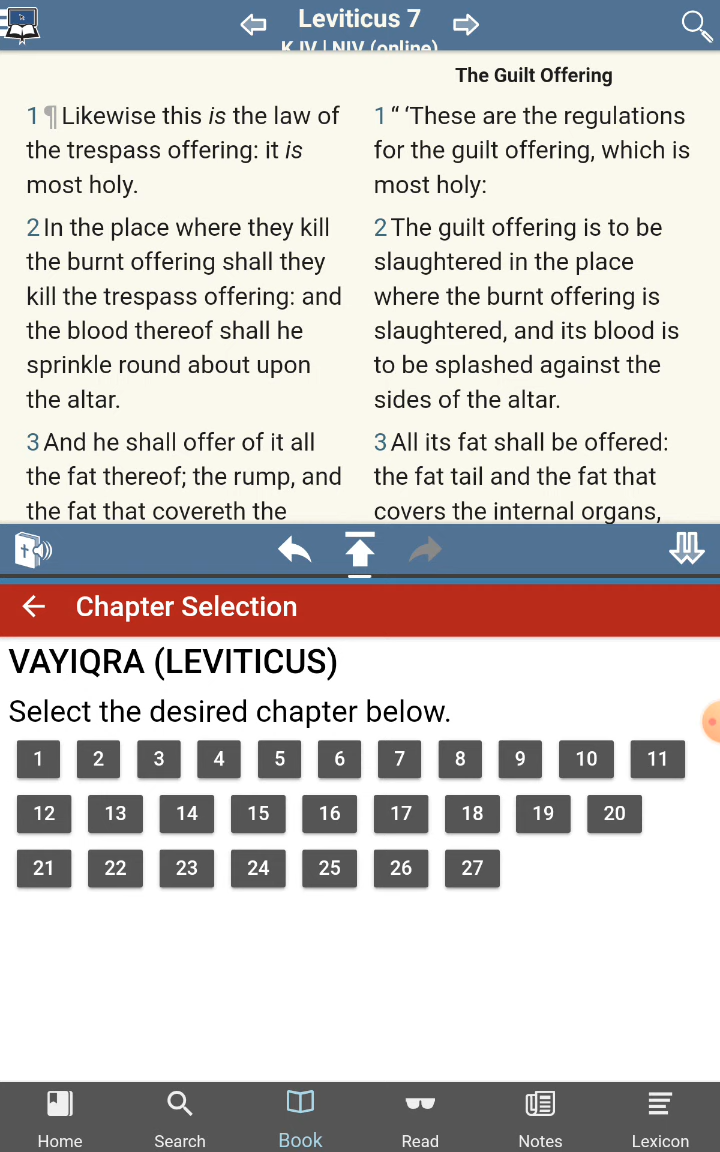 Leviticus 7
KJV | NIV (online)
1 ¶ Likewise this is the law of
the trespass offering: it is
most holy.
2 In the place where they kill
the burnt offering shall they
kill the trespass offering: and
the blood thereof shall he
sprinkle round about upon
the altar.
3 And he shall offer of it all
the fat thereof; the rump, and
the fat that covereth the
The Guilt Offering
1 “ ‘These are the regulations
for the guilt offering, which is
most holy:
2 The guilt offering is to be
slaughtered in the place
where the burnt offering is
slaughtered, and its blood is
to be splashed against the
sides of the altar.
3 All its fat shall be offered:
the fat tail and the fat that
covers the internal organs,
Chapter Selection
VAYIQRA (LEVITICUS)
Select the desired chapter below.
1 2 3 4 5 6 7 8 9 10 11
12 13 14 15 16 17 18 19 20
21 22 23 24 25 26 27
Home Search Book Read Notes Lexicon